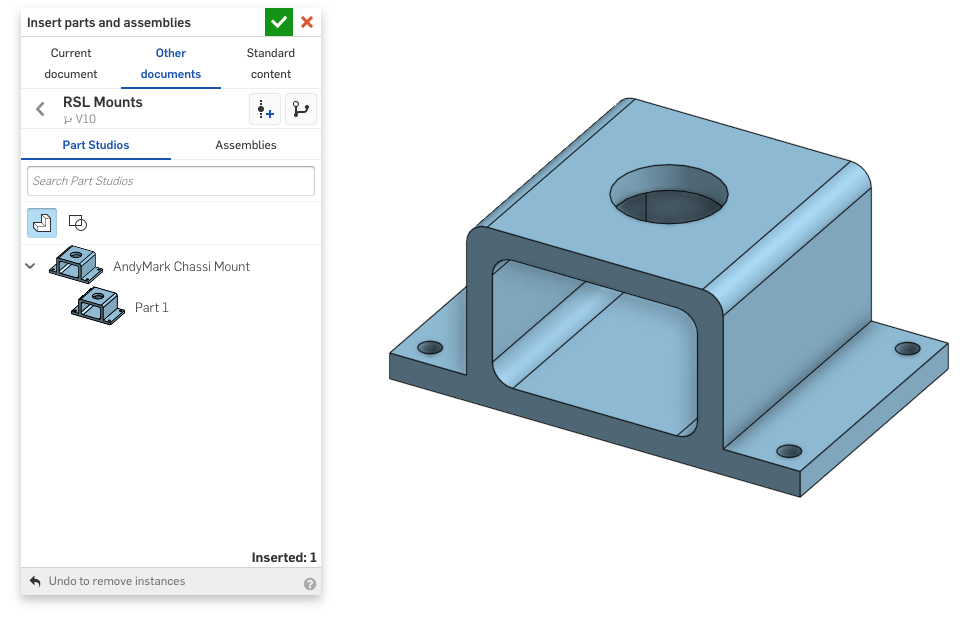 Insert parts and assemblies
Current document
Other documents
Standard content
RSL Mounts
V10
Part Studios
Assemblies
Search Part Studios
AndyMark Chassi Mount
Part 1
Inserted: 1
Undo to remove instances
?